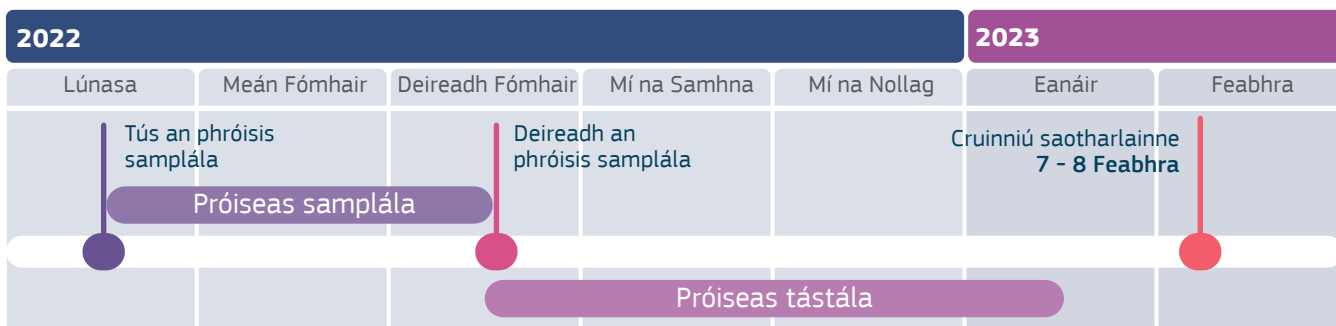 2022
2023
Lúnasa
Meán Fómhair
Deireadh Fómhair
Mí na Samhna
Mí na Nollag
Eanáir
Feabhra
Tús an phróisis
samplála
Deireadh an
phróisis samplála
Cruinniú saotharlainne
7 - 8 Feabhra
Próiseas samplála
Próiseas tástála